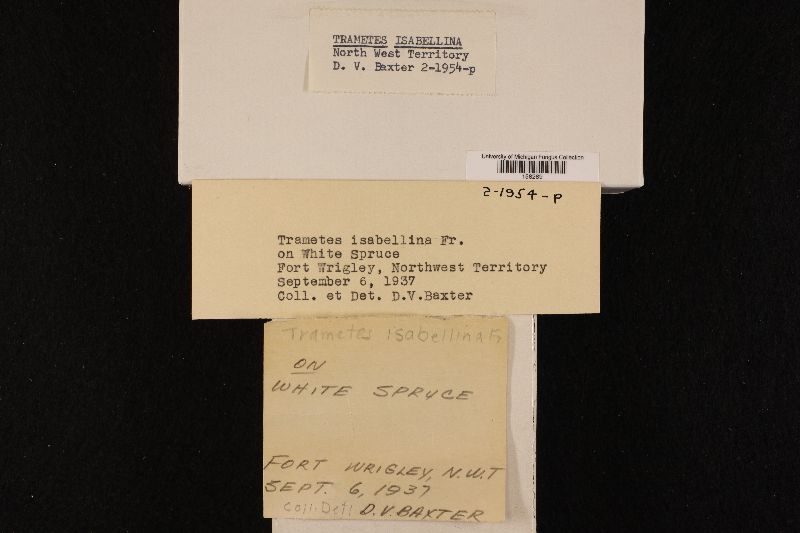 TRAMETES ISABELLINA
North West Territory
D. V. Baxter 2-1954-p
University of Michigan Fungus Collection
2-1954-p
Trametes isabellina Fr.
on White Spruce
Fort Wrigley, Northwest Territory
September 6, 1937
Coll. et Det. D.V.Baxter
Trametes isabellina Fr
ON
WHITE SPRUCE
FORT WRIGLEY, N.W.T
SEPT. 6, 1937
Coll. Det. D.V. BAXTER